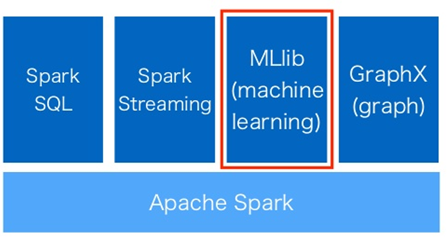 Spark
SQL
Spark
Streaming
MLlib
(machine
learning)
GraphX
(graph)
Apache Spark